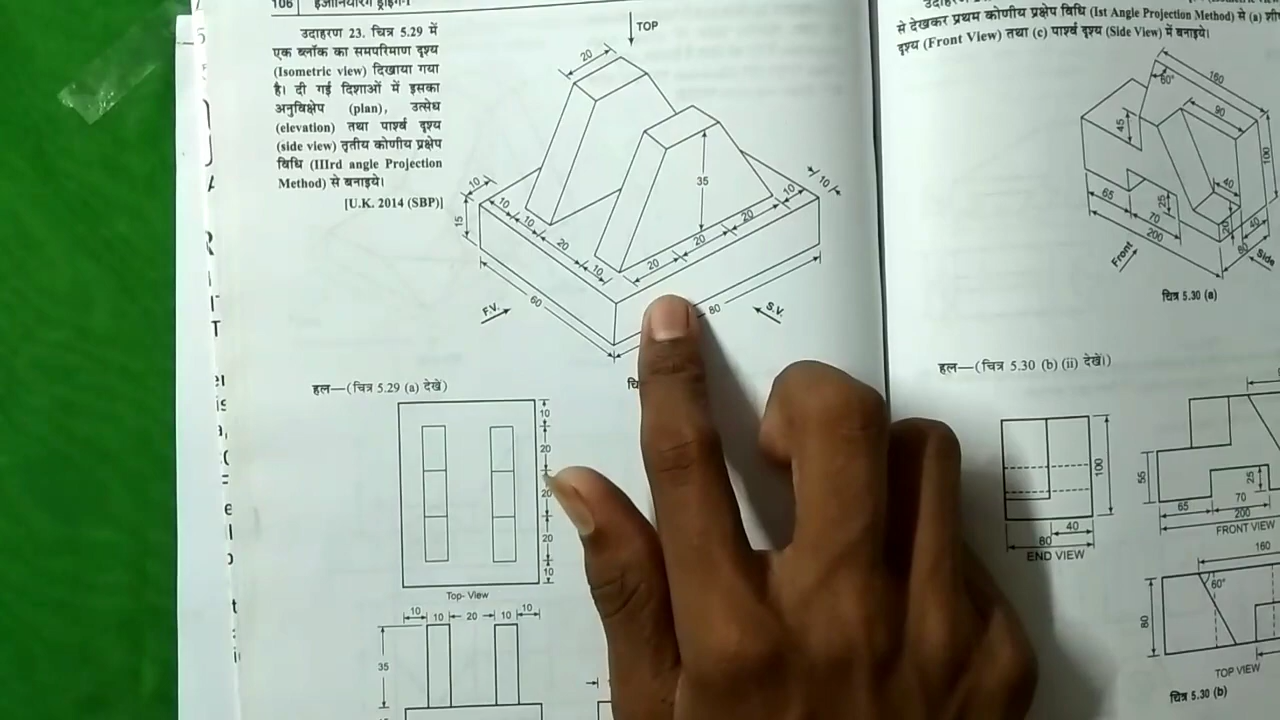 106 इंजीनियरिंग ड्राइंग-I
उदाहरण 23. चित्र 5.29 में
एक ब्लॉक का समपरिमाण दृश्य
(Isometric view) दिखाया गया
है। दी गई दिशाओं में इसका
अनुविक्षेप (plan), उत्सेध
(elevation) तथा पार्श्व दृश्य
(side view) तृतीय कोणीय प्रक्षेप
विधि (IIIrd angle Projection
Method) से बनाइये।
[U.K. 2014 (SBP)]
TOP
20
35
10
10
10
10
15
10
20
10
20
20
20
10
60
80
F.V.
S.V.
हल—(चित्र 5.29 (a) देखें)
10
20
20
20
10
Top- View
10
10
20
10
10
35
से देखकर प्रथम कोणीय प्रक्षेप विधि (Ist Angle Projection Method) से (a)
दृश्य (Front View) तथा (c) पार्श्व दृश्य (Side View) में बनाइये।
160
60°
90
45
100
40
65
25
70
200
20
40
80
Front
Side
चित्र 5.30 (a)
हल—(चित्र 5.30 (b) (ii) देखें।)
100
40
80
END VIEW
55
25
65
70
200
FRONT VIEW
160
60°
80
TOP VIEW
चित्र 5.30 (b)